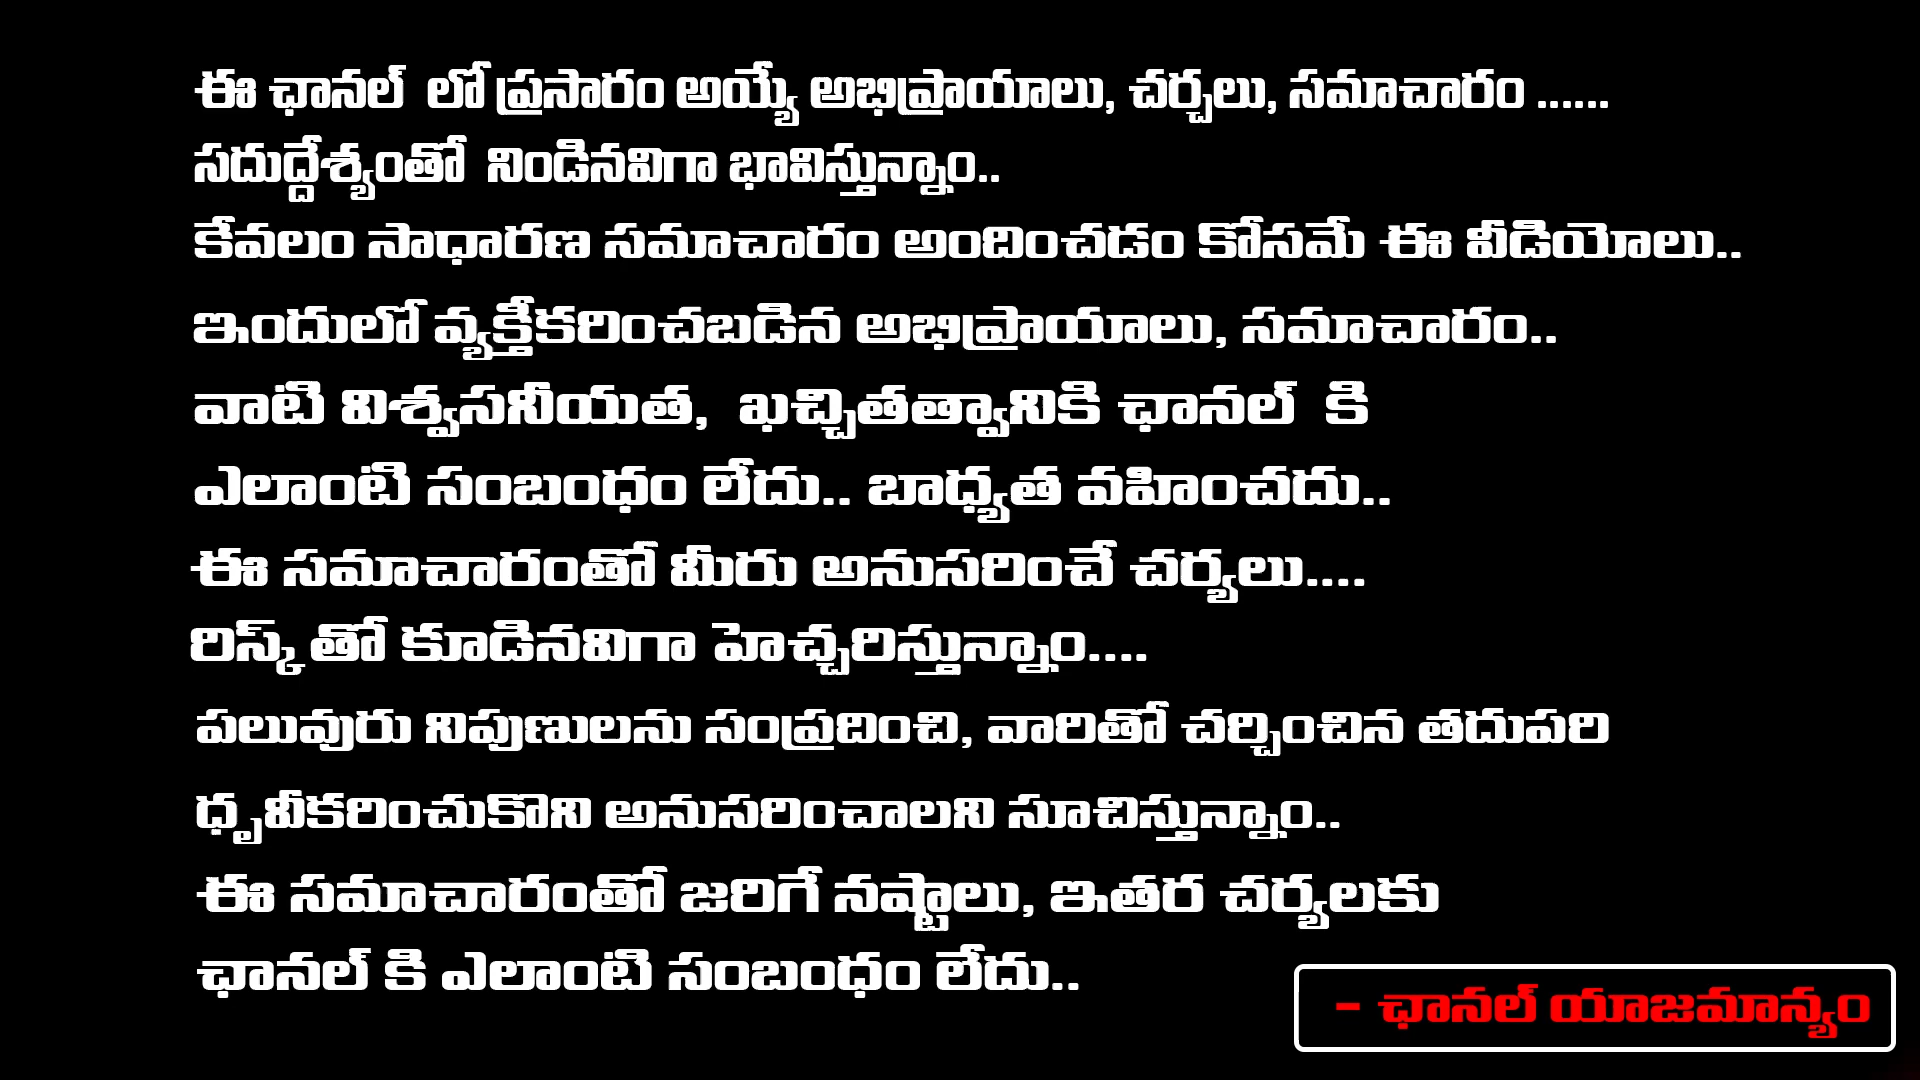 ఈ ఛానల్ లో ప్రసారం అయ్యే అభిప్రాయాలు, చర్చలు, సమాచారం ......
సదుద్దేశ్యంతో నిండినవిగా భావిస్తున్నాం..
కేవలం సాధారణ సమాచారం అందించడం కోసమే ఈ వీడియోలు..
ఇందులో వ్యక్తీకరించబడిన అభిప్రాయాలు, సమాచారం..
వాటి విశ్వసనీయత, ఖచ్చితత్వానికి ఛానల్ కి
ఎలాంటి సంబంధం లేదు.. బాధ్యత వహించదు..
ఈ సమాచారంతో మీరు అనుసరించే చర్యలు....
రిస్క్ తో కూడినవిగా హెచ్చరిస్తున్నాం....
పలువురు నిపుణులను సంప్రదించి, వారితో చర్చించిన తదుపరి
ధృవీకరించుకొని అనుసరించాలని సూచిస్తున్నాం..
ఈ సమాచారంతో జరిగే నష్టాలు, ఇతర చర్యలకు
ఛానల్ కి ఎలాంటి సంబంధం లేదు..
- ఛానల్ యాజమాన్యం